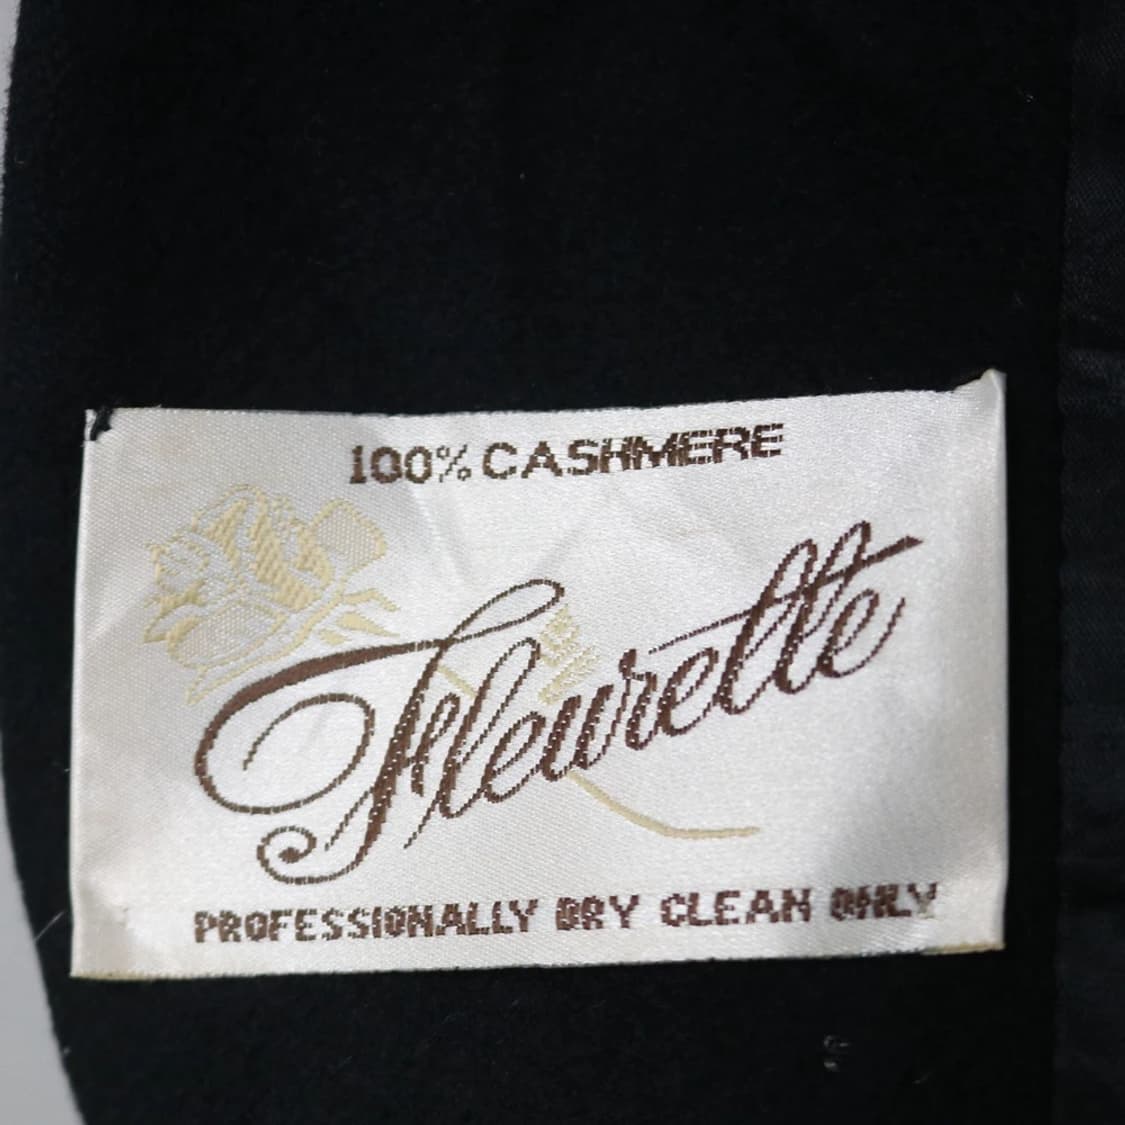 100% CASHMERE
Fleurette
PROFESSIONALLY DRY CLEAN ONLY